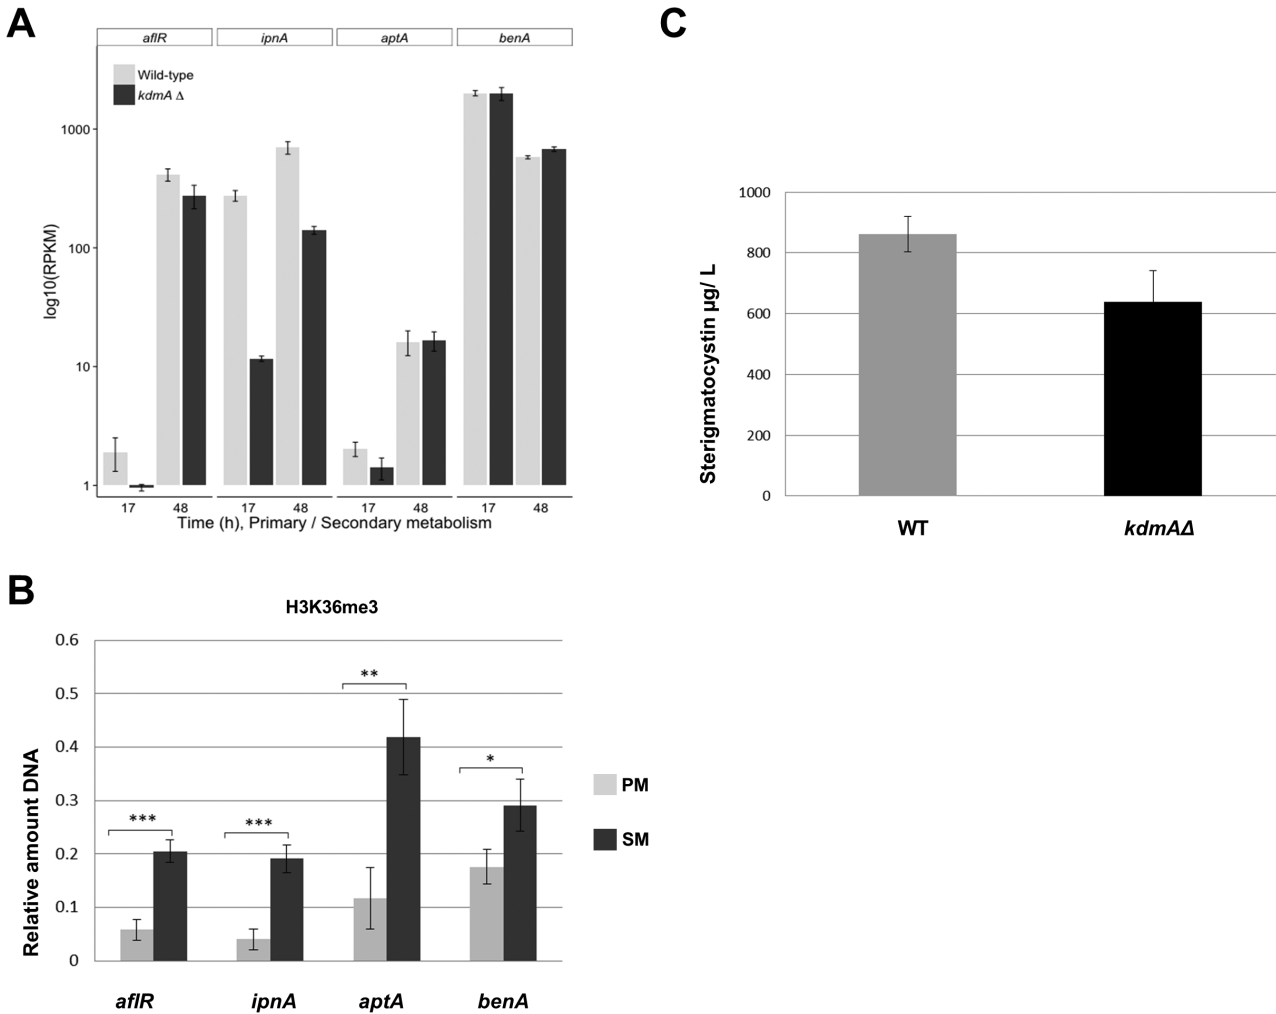 A
aflR ipnA aptA benA
Wild-type
kdmA Δ
1000
100
10
1
log10(RPKM)
17 48 17 48 17 48 17 48
Time (h), Primary / Secondary metabolism
B
H3K36me3
0.6
0.5
0.4
0.3
0.2
0.1
0
Relative amount DNA
*** *** ** *
aflR ipnA aptA benA
PM
SM
C
1000
800
600
400
200
0
Sterigmatocystin µg/ L
WT kdmAΔ